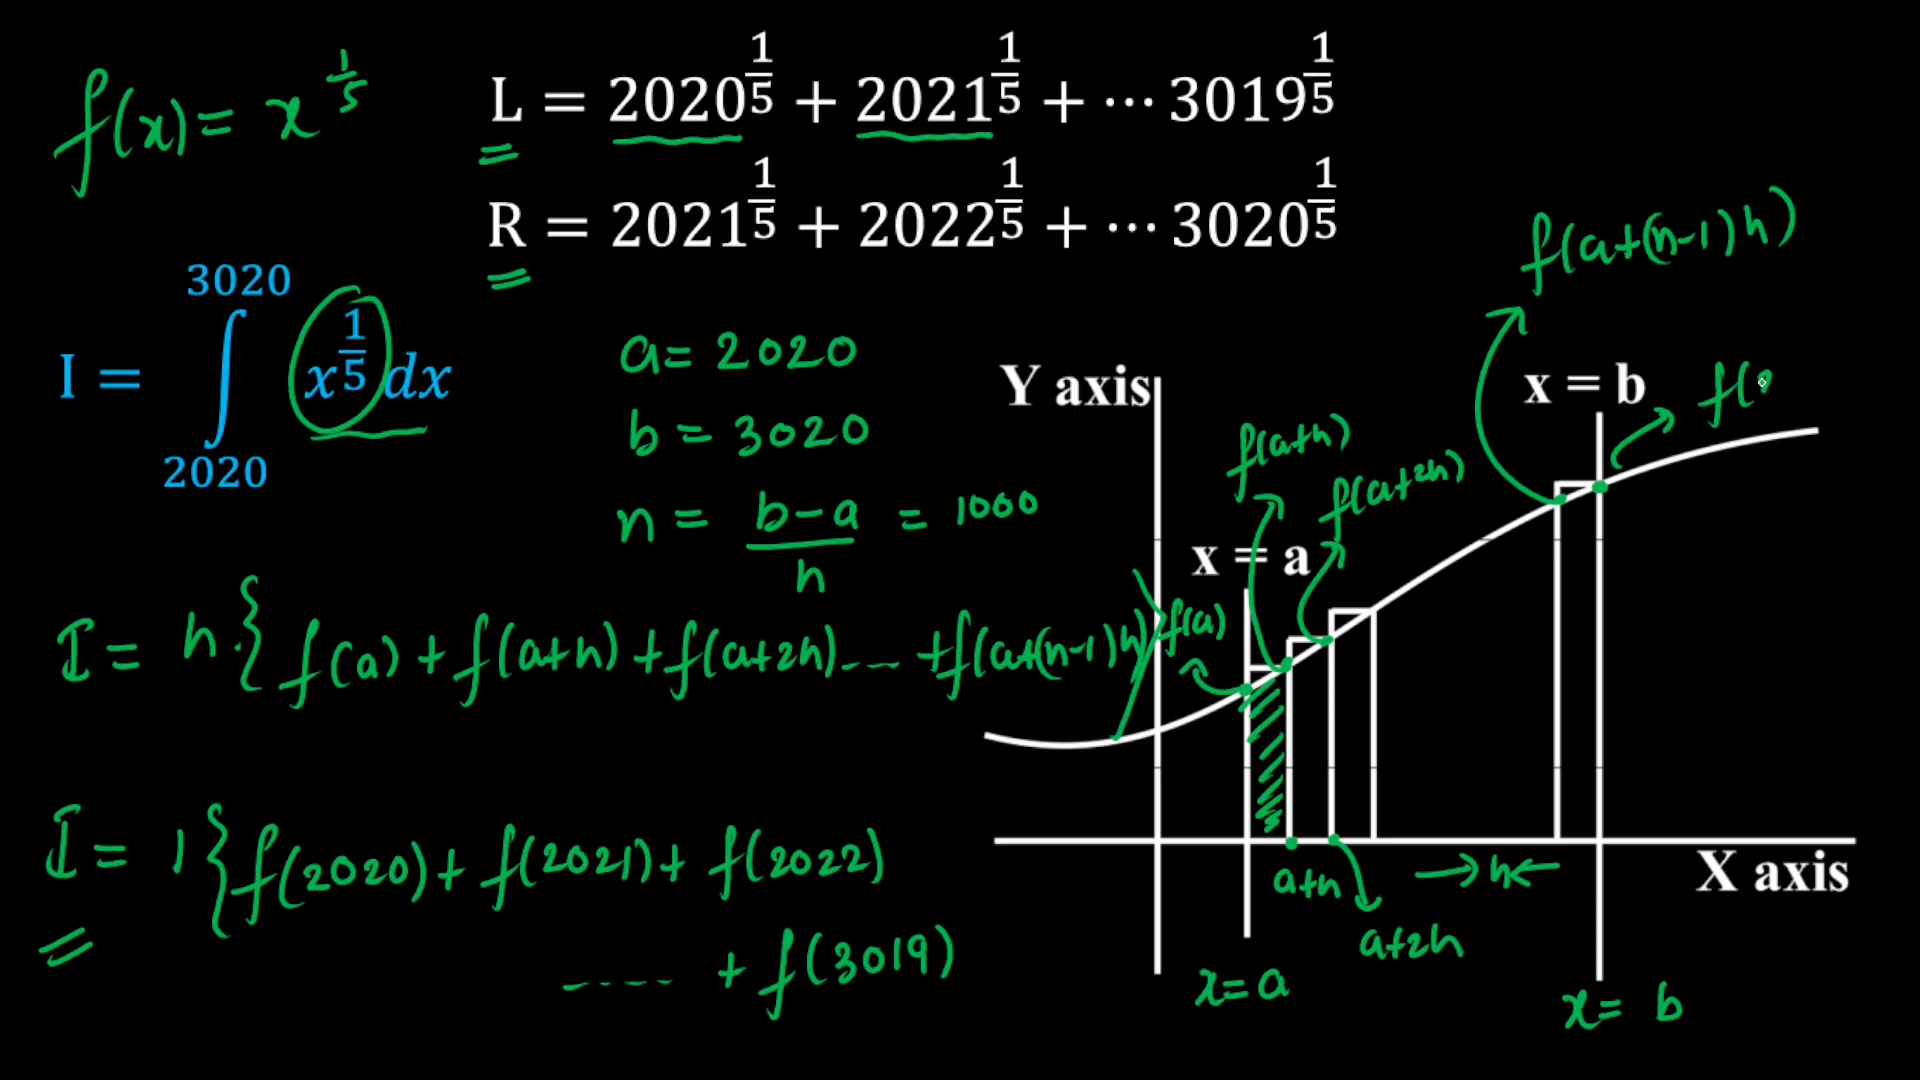 f(x) = x^{1/5}
L = 2020^{1/5} + 2021^{1/5} + ⋯ 3019^{1/5}
R = 2021^{1/5} + 2022^{1/5} + ⋯ 3020^{1/5}
I = ∫_{2020}^{3020} x^{1/5} dx
a = 2020
b = 3020
n = \frac{b-a}{h} = 1000
I = h·{f(a) + f(a+h) + f(a+2h) ---- + f(a+(n-1)h)}
I = 1{f(2020) + f(2021) + f(2022)
----- + f(3019)
f(a+(n-1)h)
Y axis
x = b
f(
f(a+h)
f(a+2h)
x = a
f(a)
X axis
a+h
→ h ←
a+2h
x = a
x = b